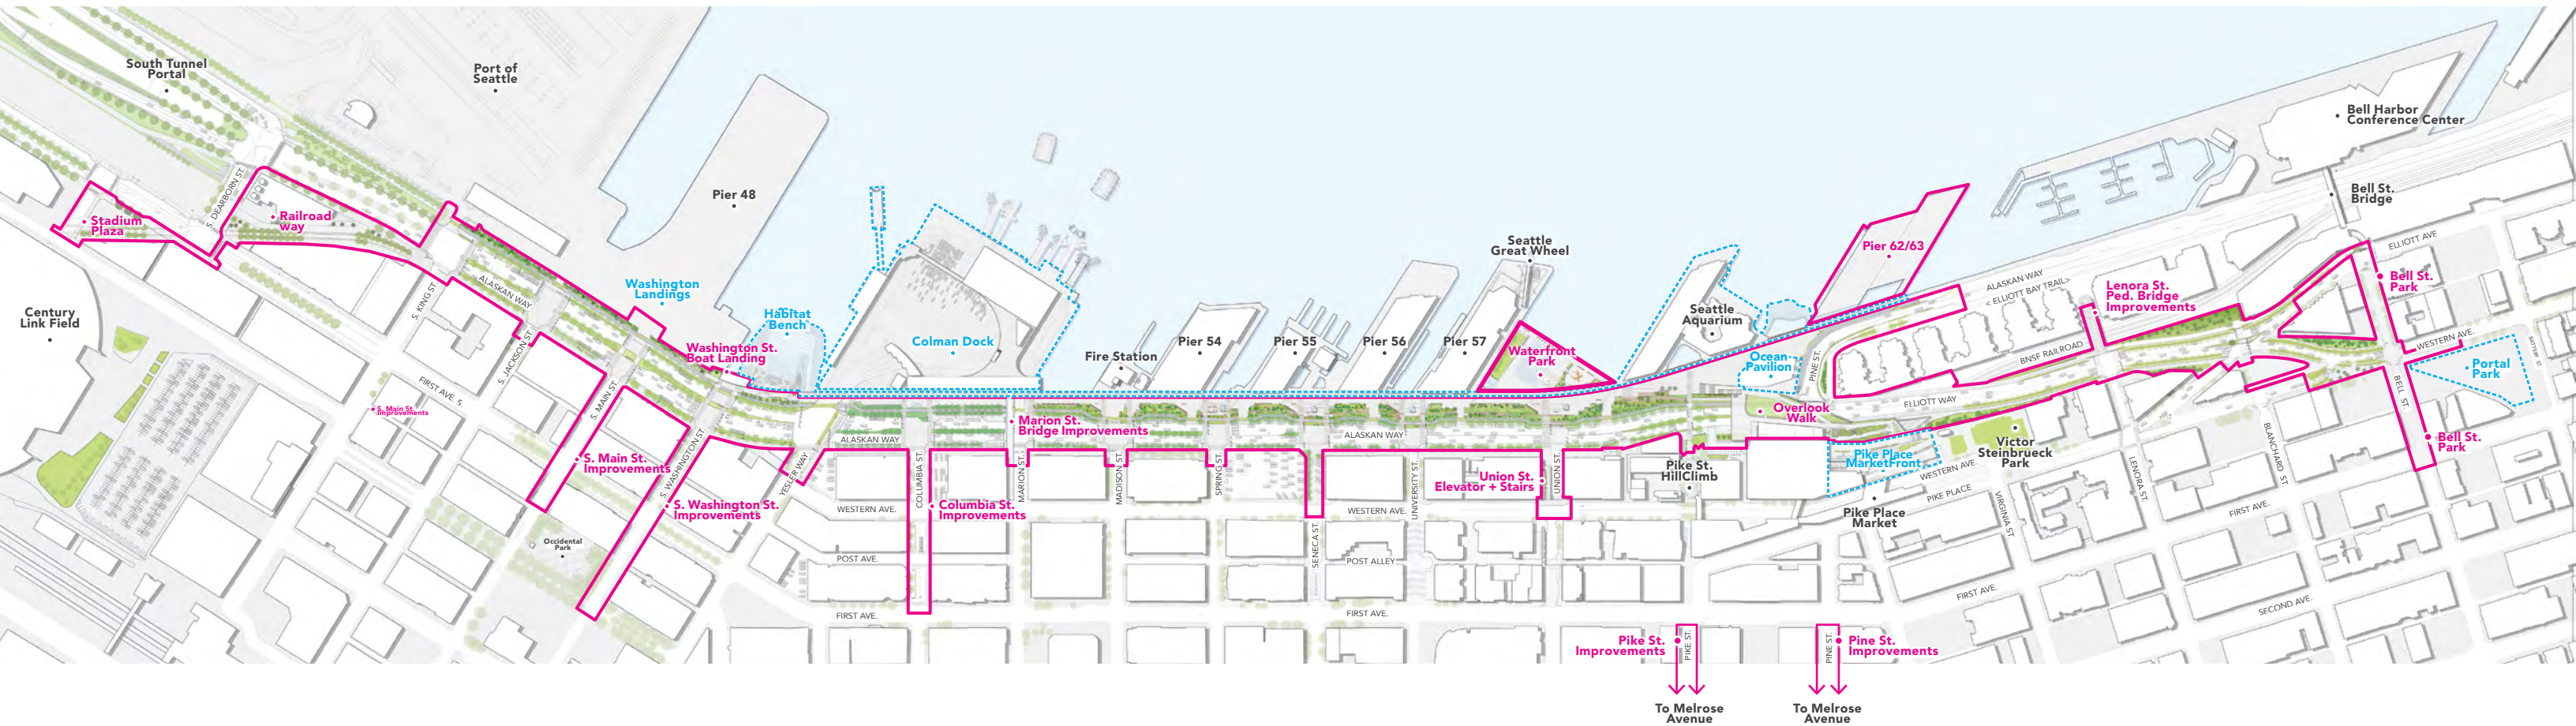 South Tunnel
Portal
Port of
Seattle
Bell Harbor
Conference Center
S. DEARBORN ST.
Stadium
Plaza
Railroad
way
Pier 48
Bell St.
Bridge
ELLIOTT AVE
Seattle
Great Wheel
Pier 62/63
ALASKAN WAY
< ELLIOTT BAY TRAIL>
Bell St.
Park
Lenora St.
Ped. Bridge
Improvements
Century
Link Field
S. KING ST.
ALASKAN WAY
Washington
Landings
Habitat
Bench
Seattle
Aquarium
S. JACKSON ST.
Washington St.
Boat Landing
Colman Dock
Fire Station
Pier 54
Pier 55
Pier 56
Pier 57
Waterfront
Park
Ocean
Pavilion
PINE ST.
BNSF RAILROAD
WESTERN AVE.
BATTERY ST.
Portal
Park
FIRST AVE. S.
S. MAIN ST.
S. Main St.
Improvements
ELLIOTT WAY
BELL ST.
Overlook
Walk
Marion St.
Bridge Improvements
ALASKAN WAY
ALASKAN WAY
S. WASHINGTON ST.
Victor
Steinbrueck
Park
BLANCHARD ST.
Bell St.
Park
S. Main St.
Improvements
YESLER WAY
COLUMBIA ST.
MARION ST.
MADISON ST.
SPRING ST.
UNIVERSITY ST.
Union St.
Elevator + Stairs
UNION ST.
Pike St.
HillClimb
Pike Place
MarketFront
WESTERN AVE.
LENORA ST.
S. Washington St.
Improvements
WESTERN AVE.
Columbia St.
Improvements
WESTERN AVE.
PIKE PLACE
Pike Place
Market
VIRGINIA ST.
FIRST AVE.
Occidental
Park
POST AVE.
SENECA ST.
POST ALLEY
FIRST AVE.
FIRST AVE.
FIRST AVE.
SECOND AVE.
Pike St.
Improvements
PIKE ST.
PINE ST.
Pine St.
Improvements
To Melrose
Avenue
To Melrose
Avenue